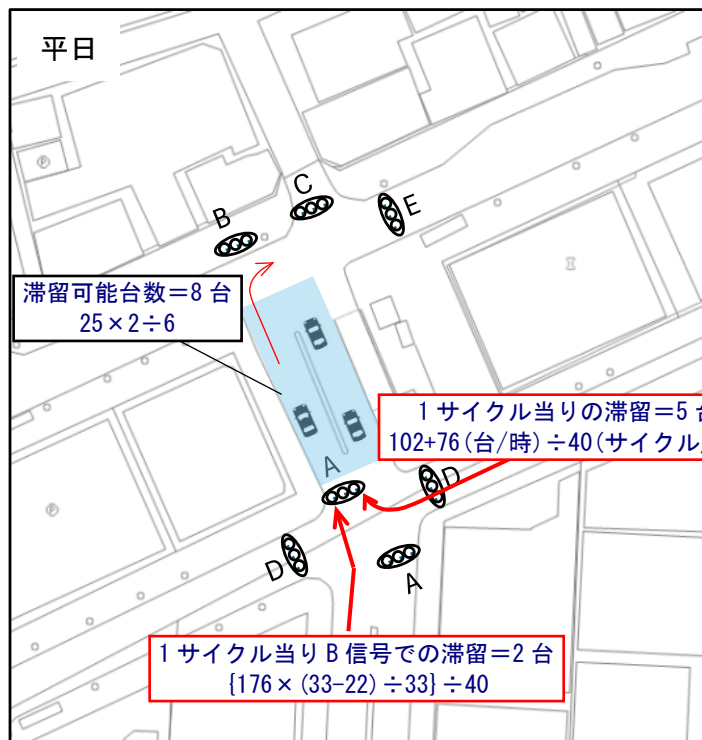 平日
C
B
E
滞留可能台数＝8 台
25×2÷6
1 サイクル当りの滞留＝5 台
102+76(台/時)÷40(サイクル
A
D
D
A
1 サイクル当り B 信号での滞留＝2 台
{176×(33-22)÷33}÷40